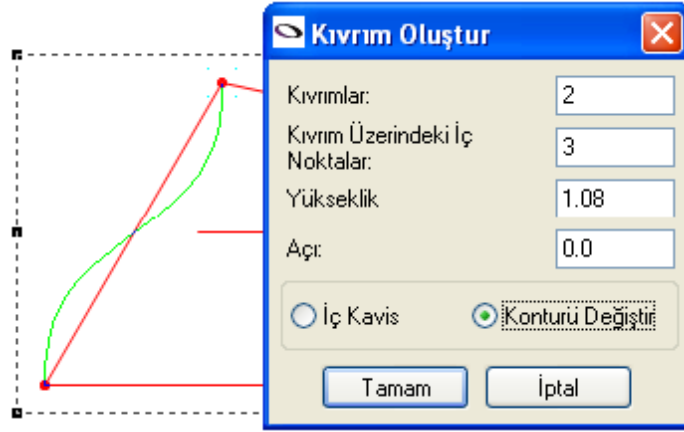 Kıvrım Oluştur
Kıvrımlar: 2
Kıvrım Üzerindeki İç
Noktalar: 3
Yükseklik 1.08
Açı: 0.0
İç Kavis Konturü Değiştir
Tamam İptal